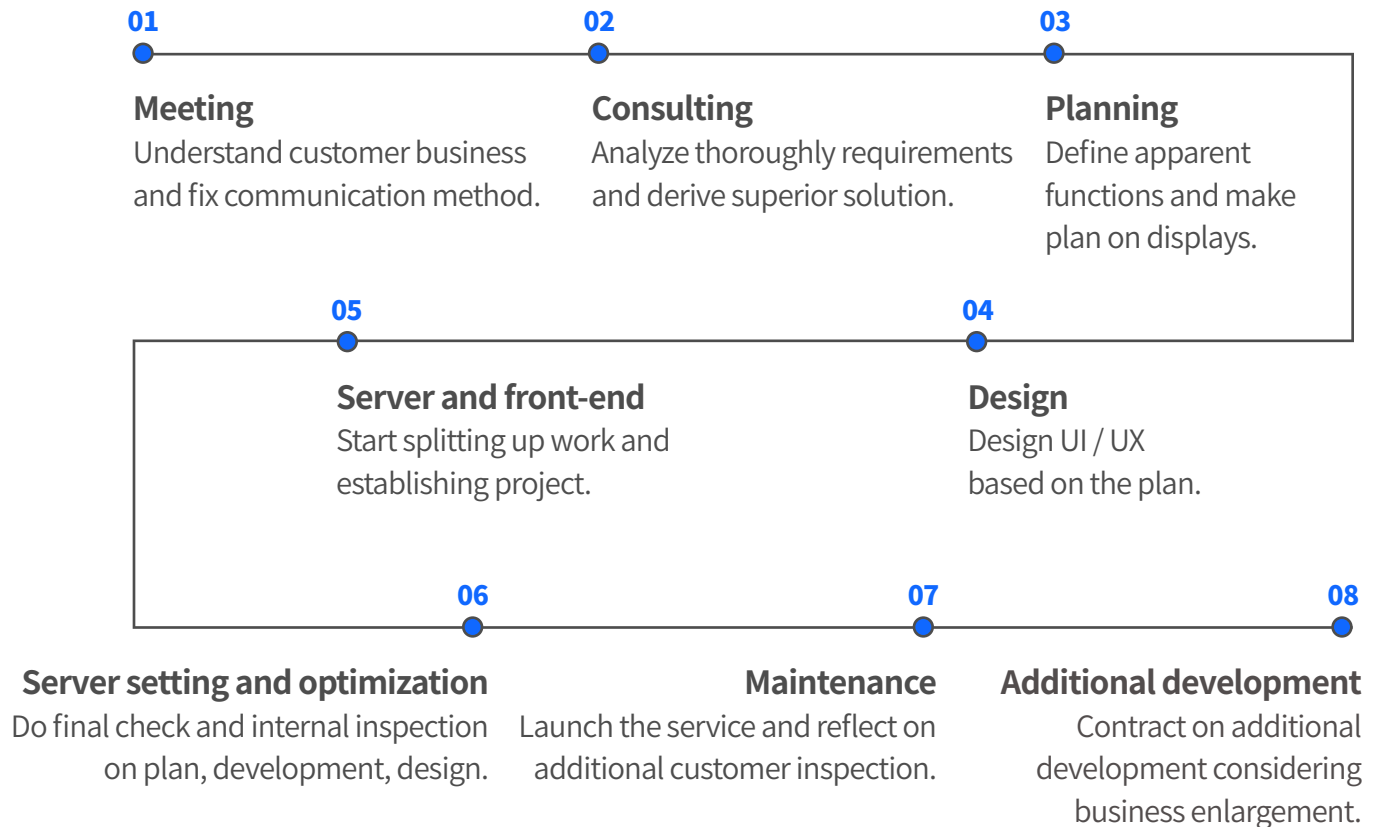 01
Meeting
Understand customer business
and fix communication method.
02
Consulting
Analyze thoroughly requirements
and derive superior solution.
03
Planning
Define apparent
functions and make
plan on displays.
04
Design
Design UI / UX
based on the plan.
05
Server and front-end
Start splitting up work and
establishing project.
06
Server setting and optimization
Do final check and internal inspection
on plan, development, design.
07
Maintenance
Launch the service and reflect on
additional customer inspection.
08
Additional development
Contract on additional
development considering
business enlargement.